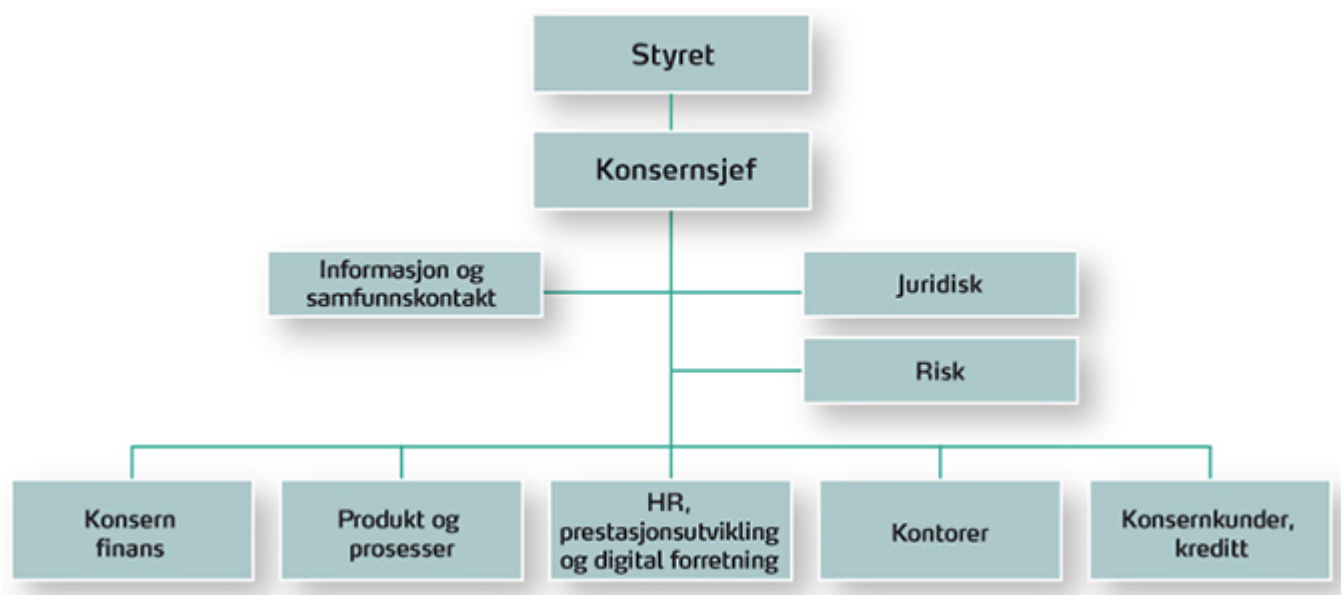 Styret
Konsernsjef
Informasjon og
samfunnskontakt
Juridisk
Risk
Konsern
finans
Produkt og
prosesser
HR,
prestasjonsutvikling
og digital forretning
Kontorer
Konsernkunder,
kreditt